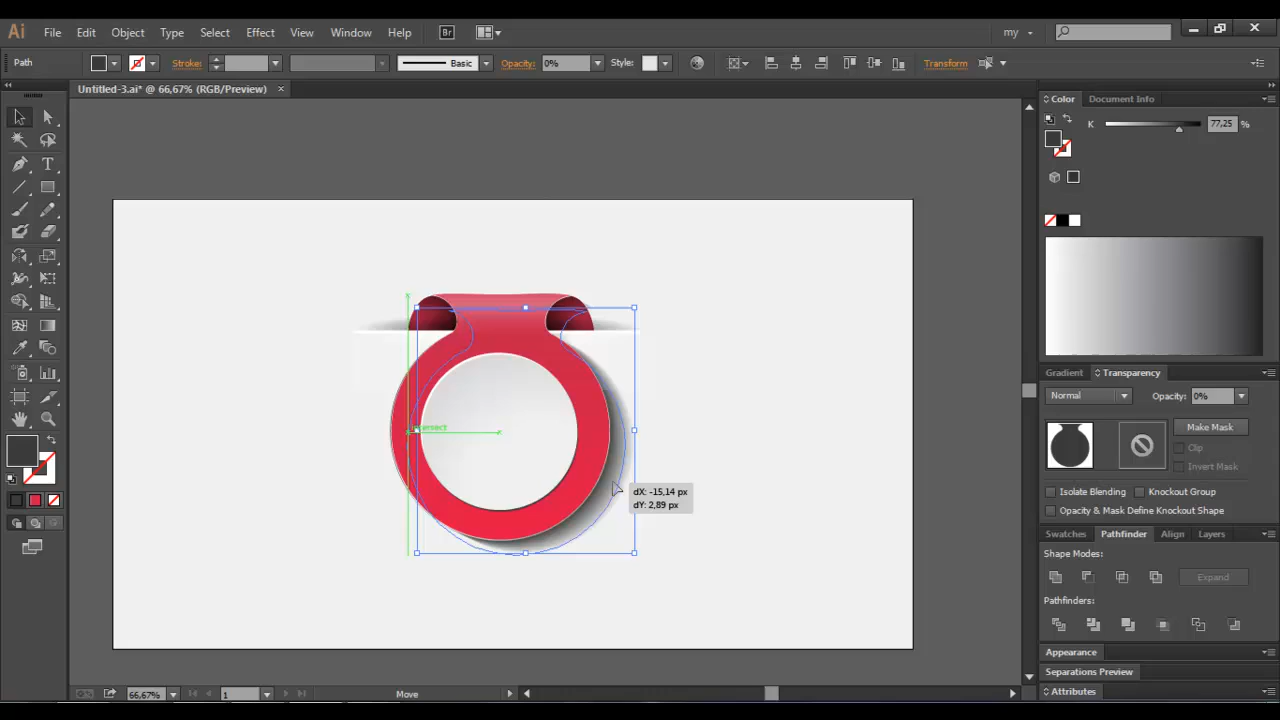 Ai File Edit Object Type Select Effect View Window Help Br my
Path Stroke: Basic Opacity: 0% Style: Transform
Untitled-3.ai* @ 66,67% (RGB/Preview) ×
Color Document Info
K 77,25 %
T
Gradient Transparency
Normal Opacity: 0%
Make Mask
Clip
Invert Mask
Isolate Blending Knockout Group
Opacity & Mask Define Knockout Shape
Swatches Pathfinder Align Layers
Shape Modes:
Expand
Pathfinders:
Appearance
Separations Preview
Attributes
dX: -15,14 px
dY: 2,89 px
66,67% 1 Move